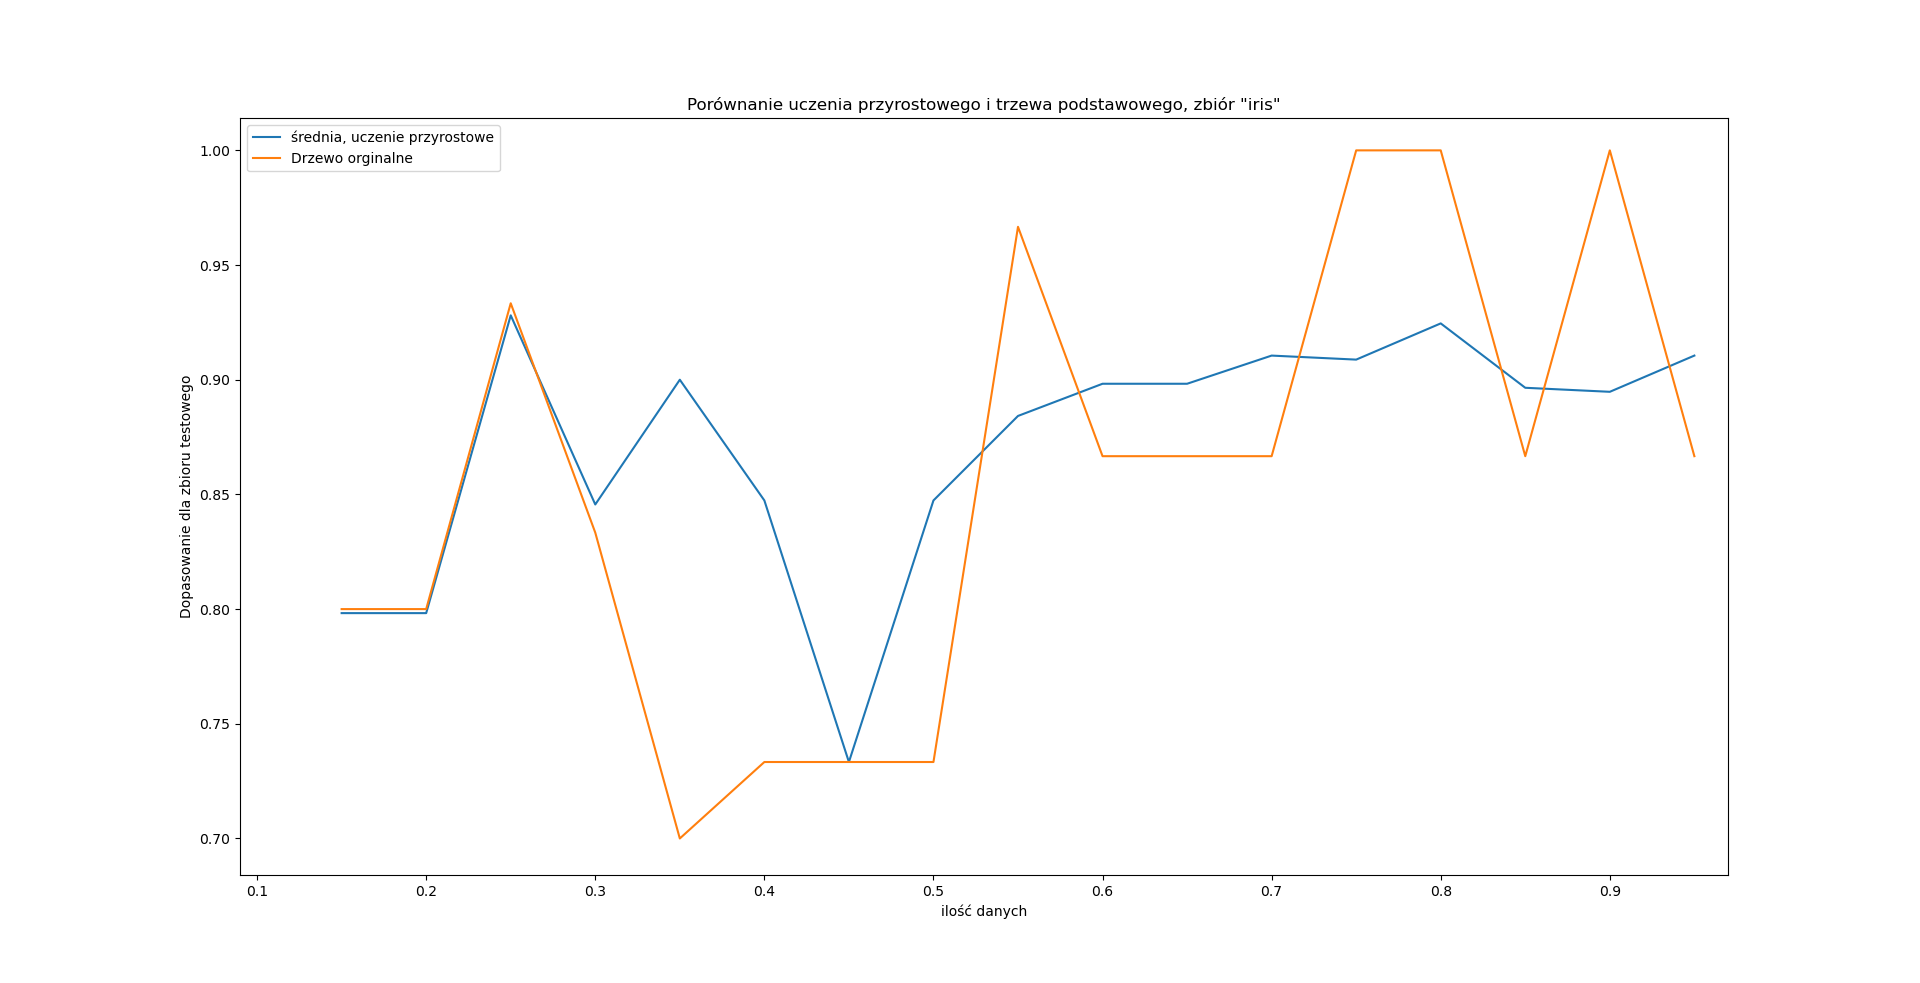 Porównanie uczenia przyrostowego i trzewa podstawowego, zbiór "iris"
średnia, uczenie przyrostowe
Drzewo orginalne
1.00
0.95
0.90
0.85
0.80
0.75
0.70
Dopasowanie dla zbioru testowego
0.1 0.2 0.3 0.4 0.5 0.6 0.7 0.8 0.9
ilość danych